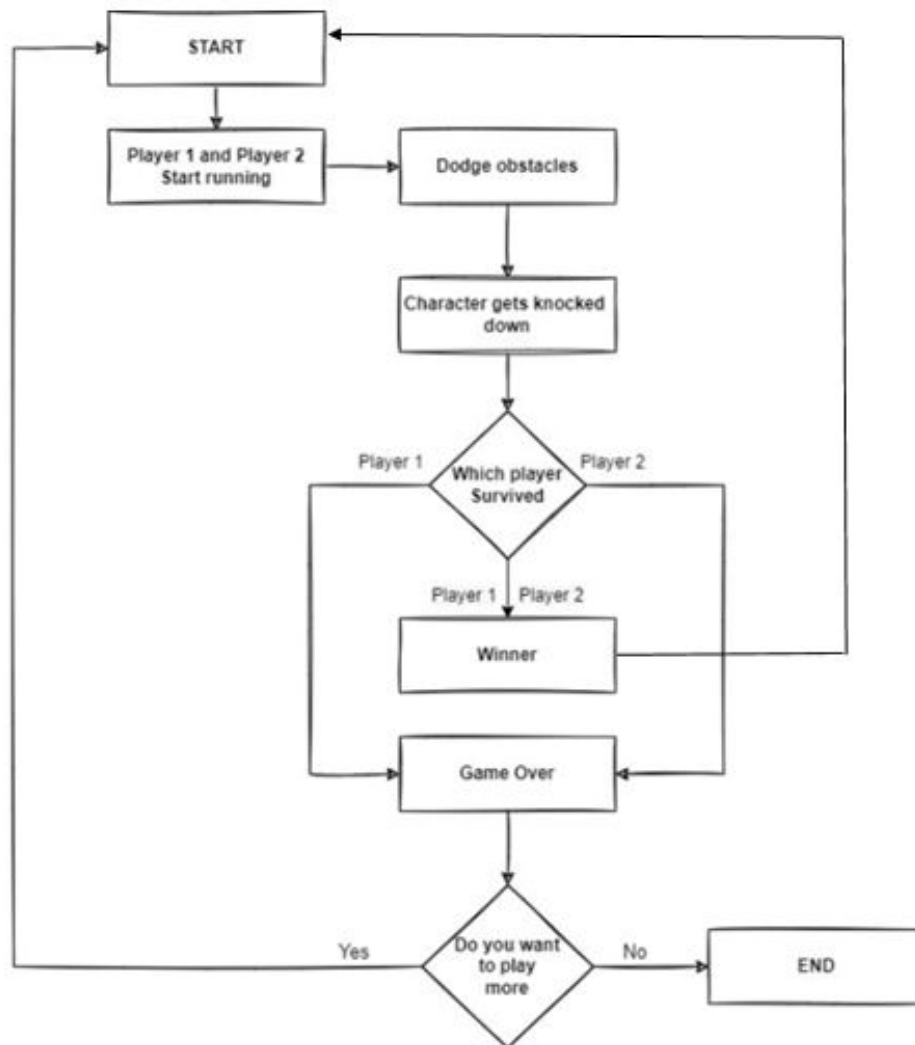 START
Player 1 and Player 2
Start running
Dodge obstacles
Character gets knocked
down
Player 1
Which player
Survived
Player 2
Player 1
Player 2
Winner
Game Over
Yes
Do you want
to play
more
No
END